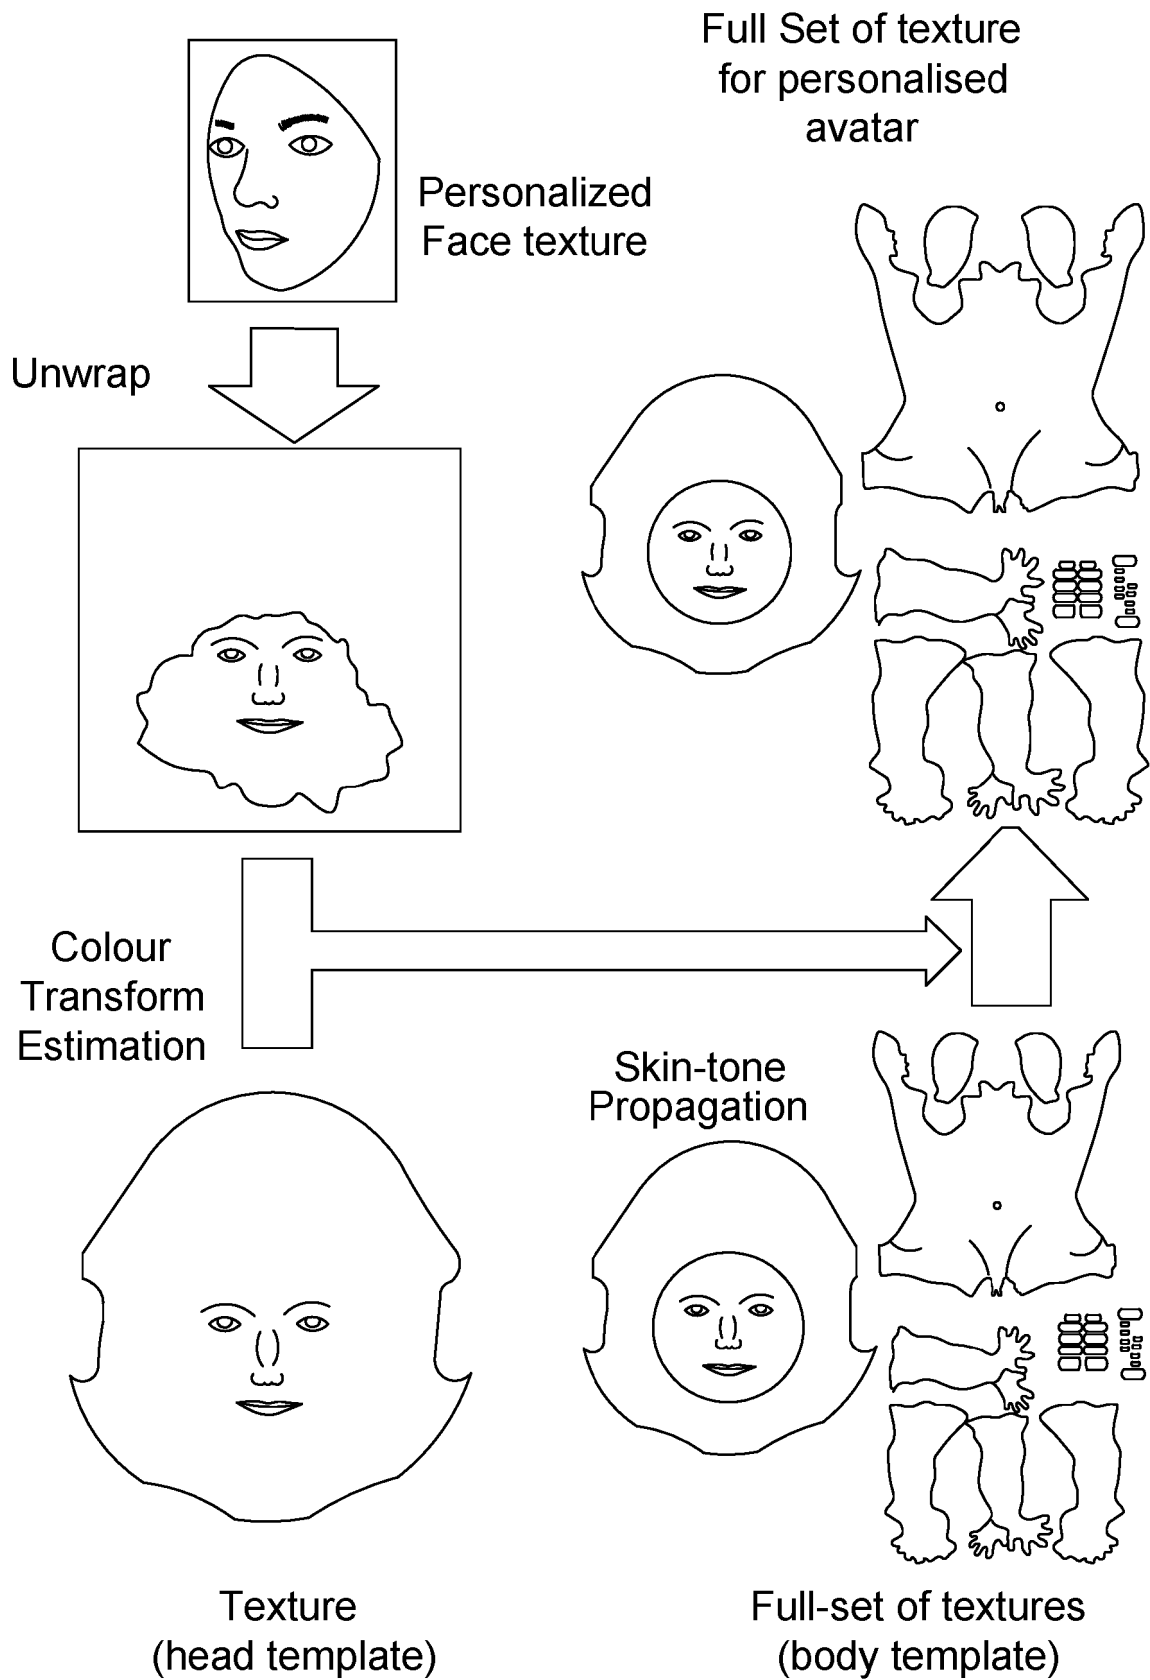 Full Set of texture
for personalised
avatar
Personalized
Face texture
Unwrap
Colour
Transform
Estimation
Skin-tone
Propagation
Texture
(head template)
Full-set of textures
(body template)